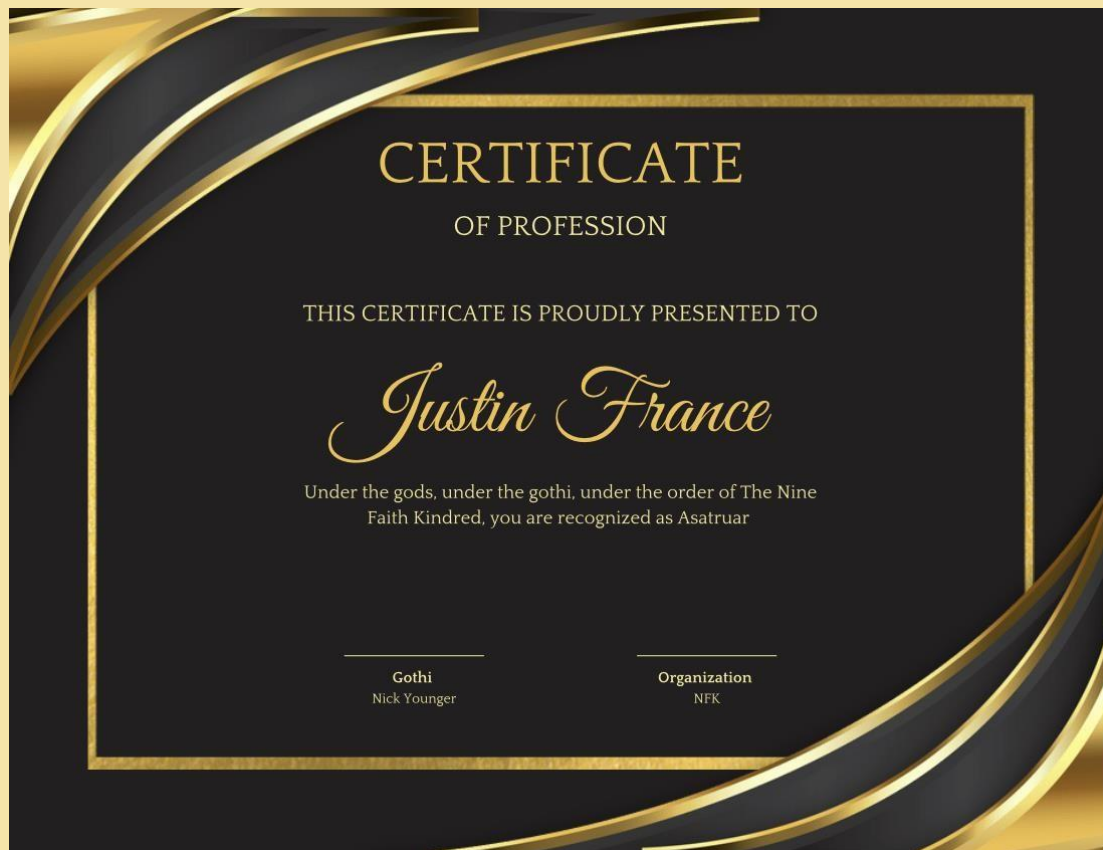 CERTIFICATE
OF PROFESSION
THIS CERTIFICATE IS PROUDLY PRESENTED TO
Justin France
Under the gods, under the gothi, under the order of The Nine
Faith Kindred, you are recognized as Asatruar
Gothi
Nick Younger
Organization
NFK